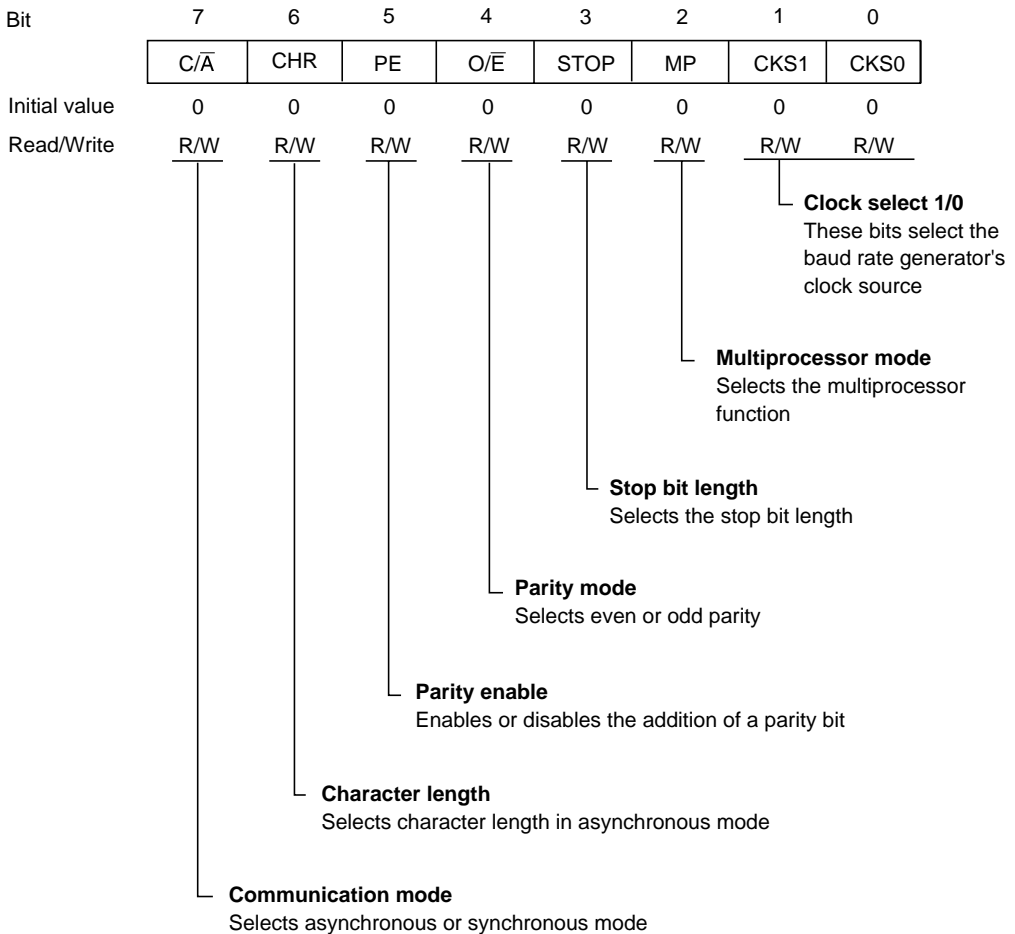 Bit 7 6 5 4 3 2 1 0
C/A̅ CHR PE O/E̅ STOP MP CKS1 CKS0
Initial value 0 0 0 0 0 0 0 0
Read/Write R/W R/W R/W R/W R/W R/W R/W R/W
Clock select 1/0
These bits select the
baud rate generator's
clock source
Multiprocessor mode
Selects the multiprocessor
function
Stop bit length
Selects the stop bit length
Parity mode
Selects even or odd parity
Parity enable
Enables or disables the addition of a parity bit
Character length
Selects character length in asynchronous mode
Communication mode
Selects asynchronous or synchronous mode